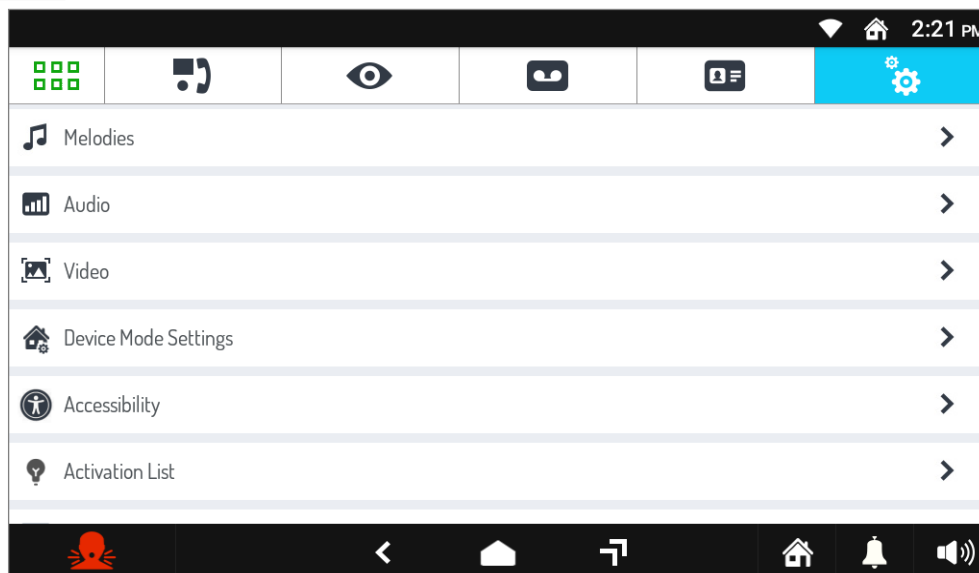 2:21 PM
Melodies
Audio
Video
Device Mode Settings
Accessibility
Activation List